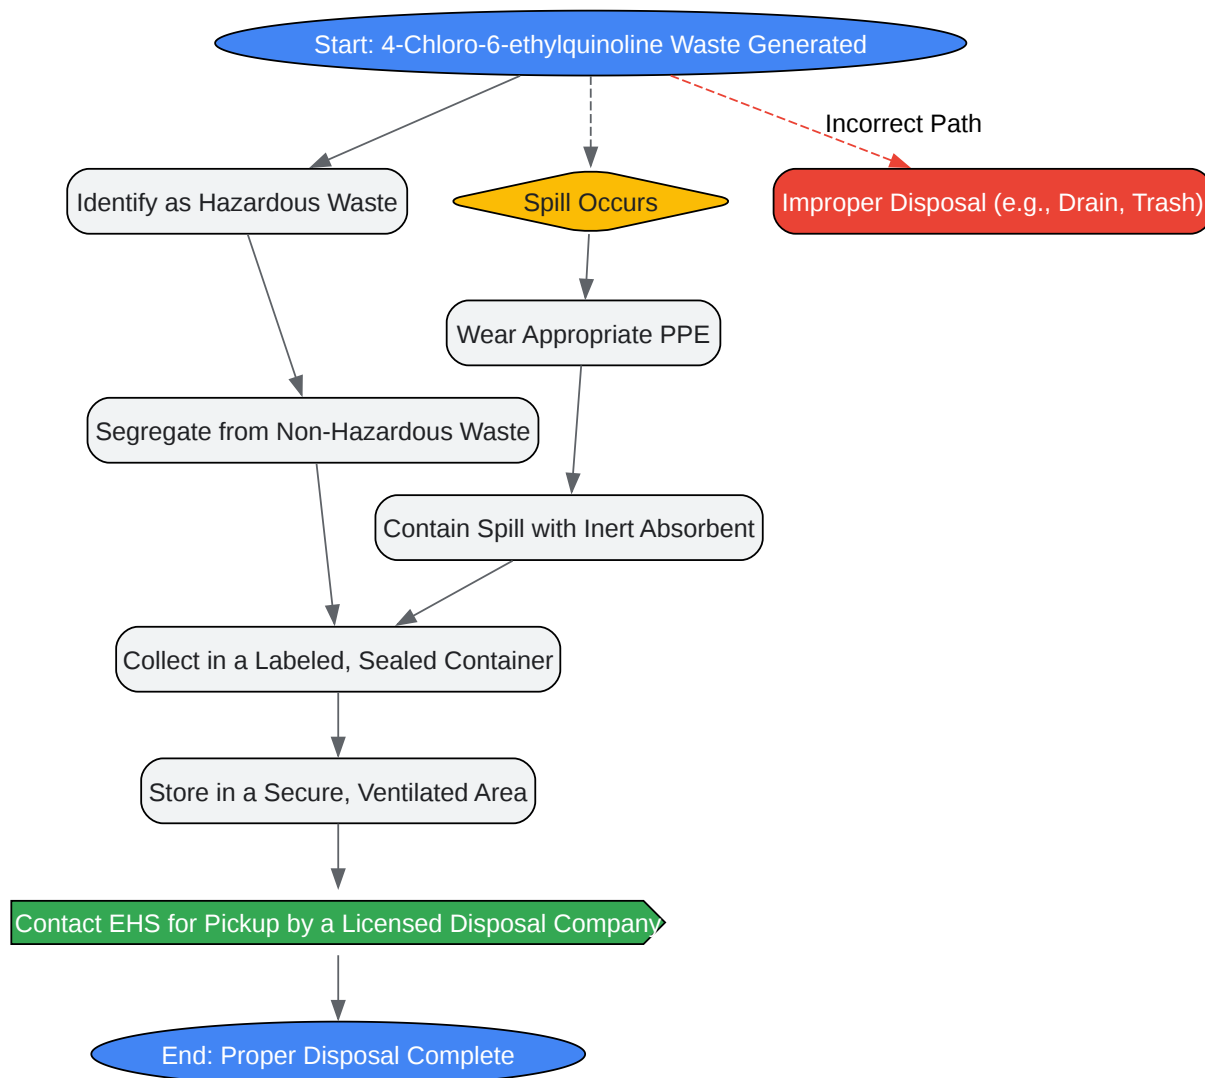 Start: 4-Chloro-6-ethylquinoline Waste Generated
Incorrect Path
Identify as Hazardous Waste
Spill Occurs
Improper Disposal (e.g., Drain, Trash)
Wear Appropriate PPE
Segregate from Non-Hazardous Waste
Contain Spill with Inert Absorbent
Collect in a Labeled, Sealed Container
Store in a Secure, Ventilated Area
Contact EHS for Pickup by a Licensed Disposal Company
End: Proper Disposal Complete